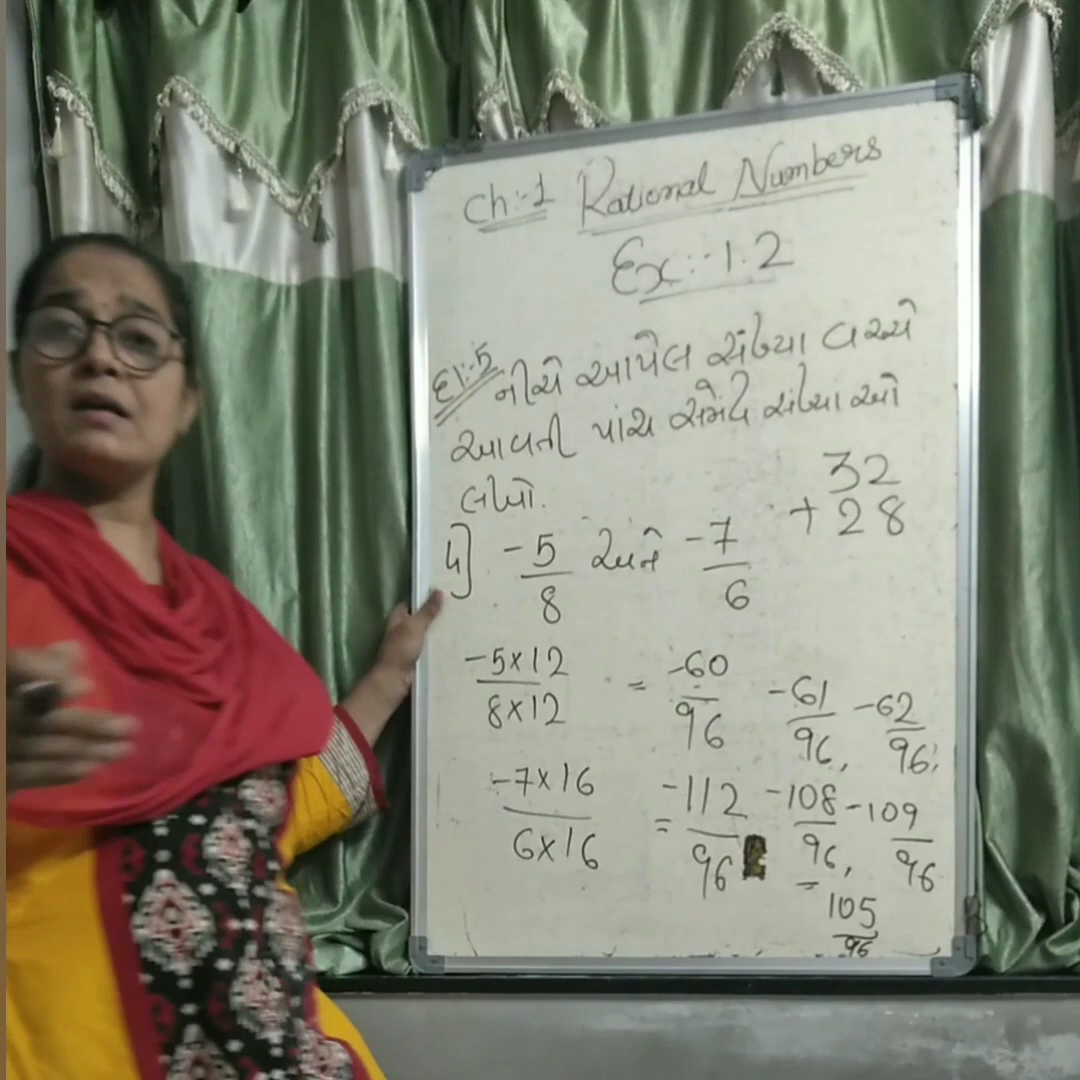 Ch:-1 Rational Numbers
Ex:-1.2
દા:-5 નીચે આપેલ સંખ્યા વચ્ચે
આવતી પાંચ સંમેય સંખ્યાઓ
લખો.
32
+28
-5/8 અને -7/6
-5×12/8×12 = -60/96 -61/96, -62/96,
-7×16/6×16 = -112/96 -108/96, -109/96
-105/96